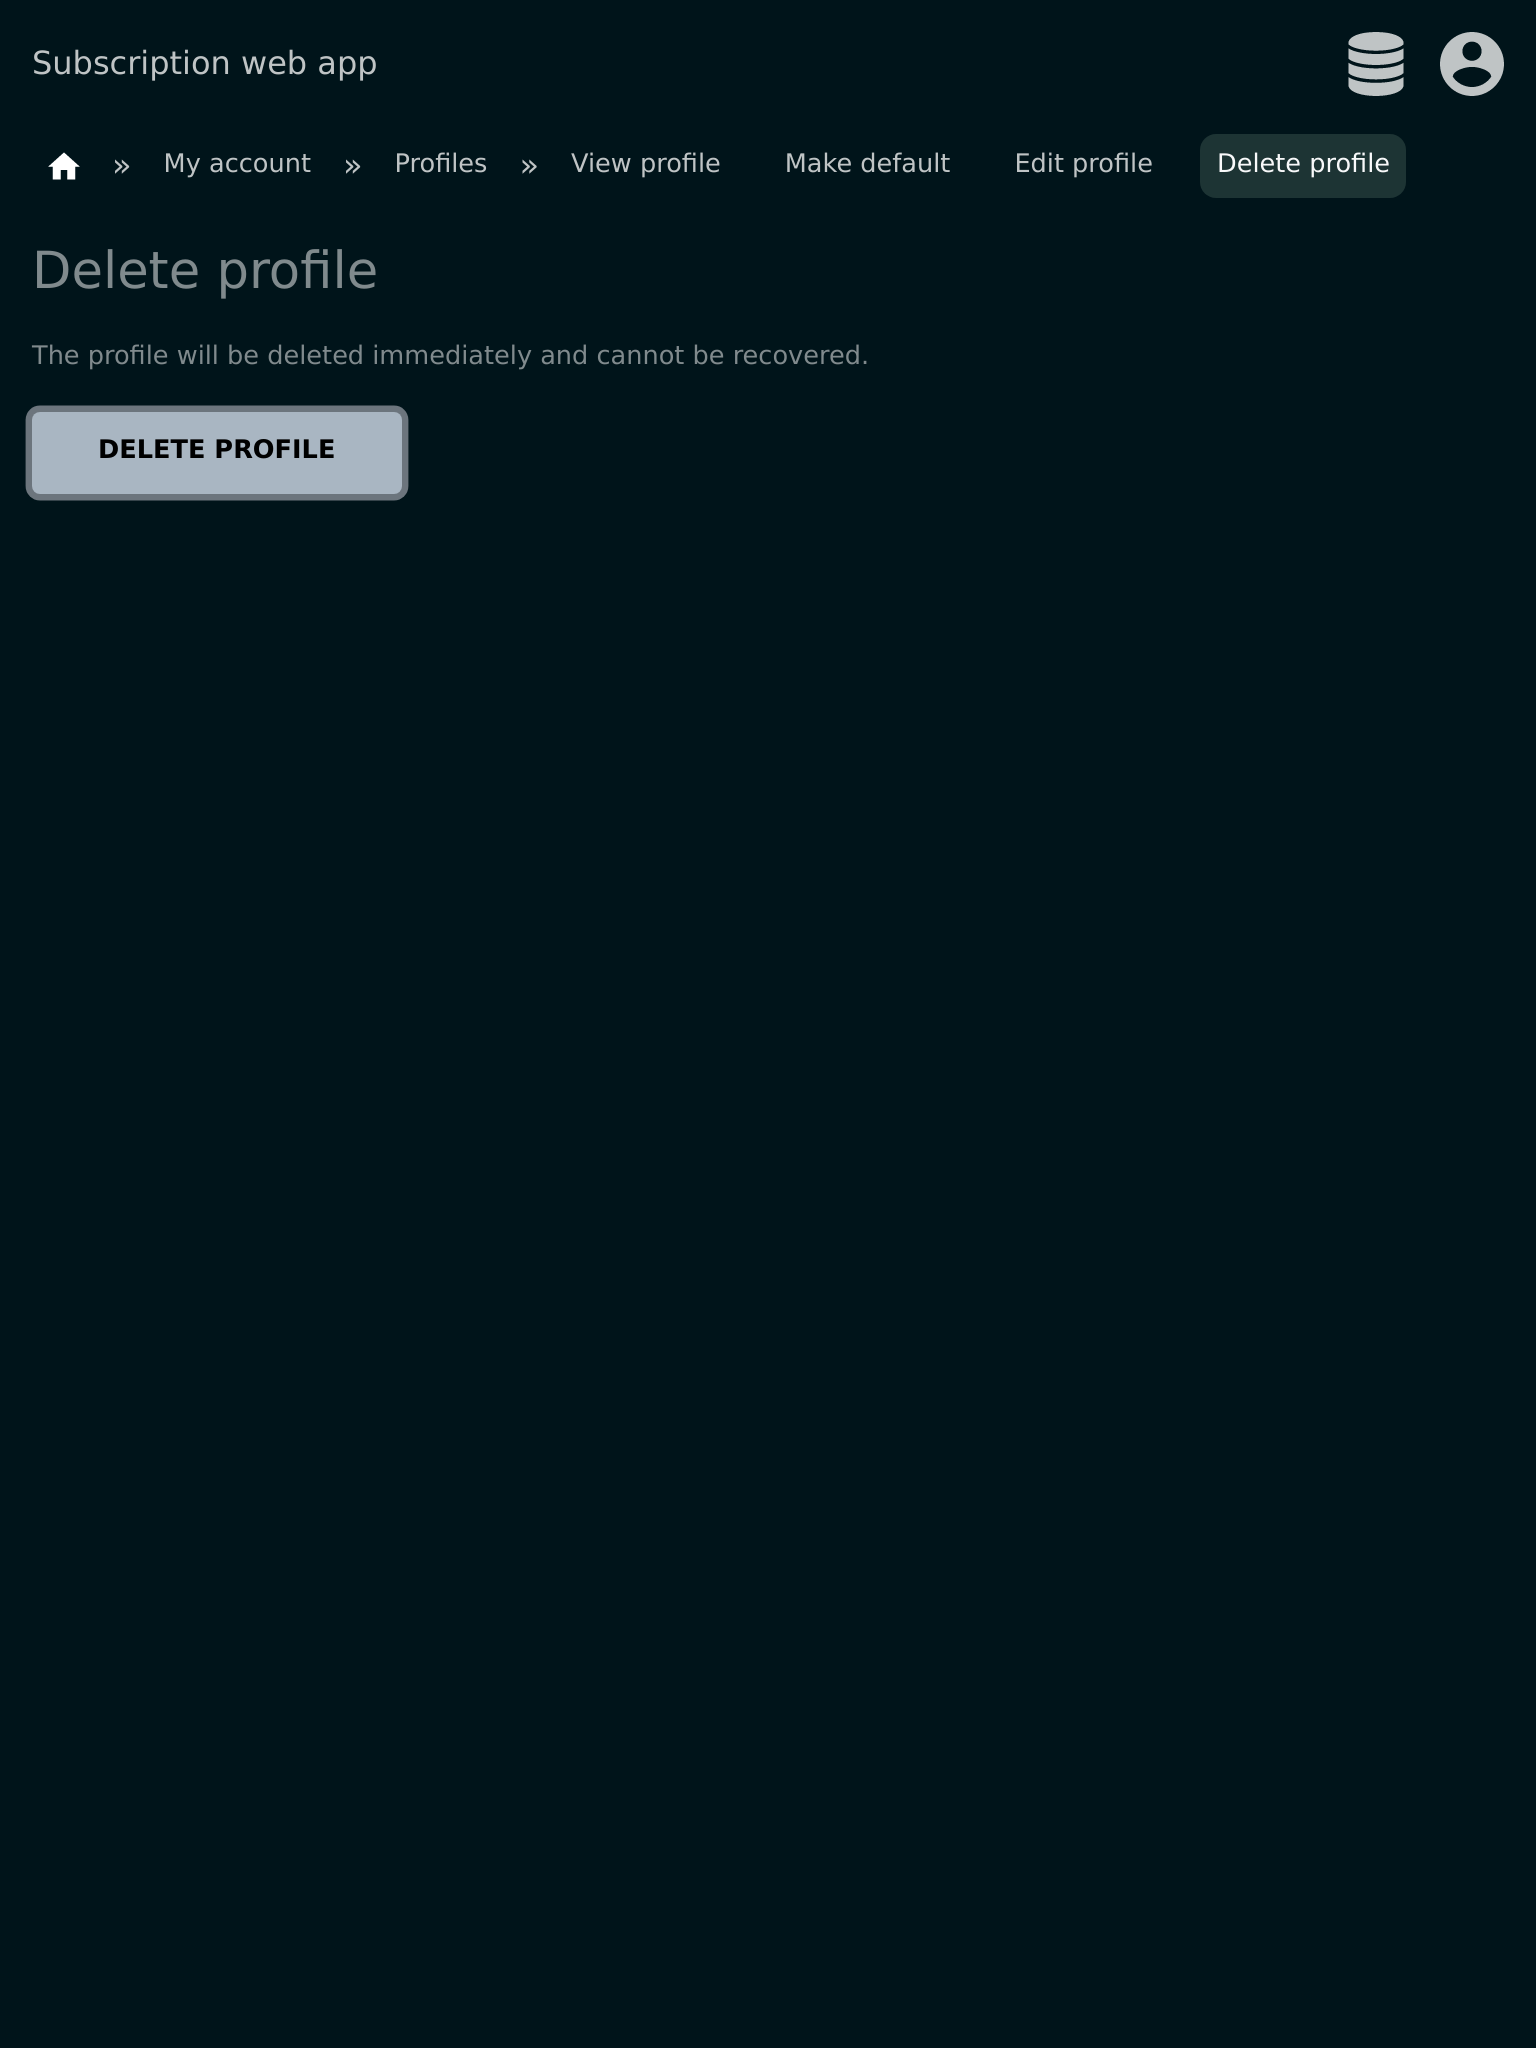 Subscription web app
» My account » Profiles » View profile Make default Edit profile Delete profile
Delete profile
The profile will be deleted immediately and cannot be recovered.
DELETE PROFILE